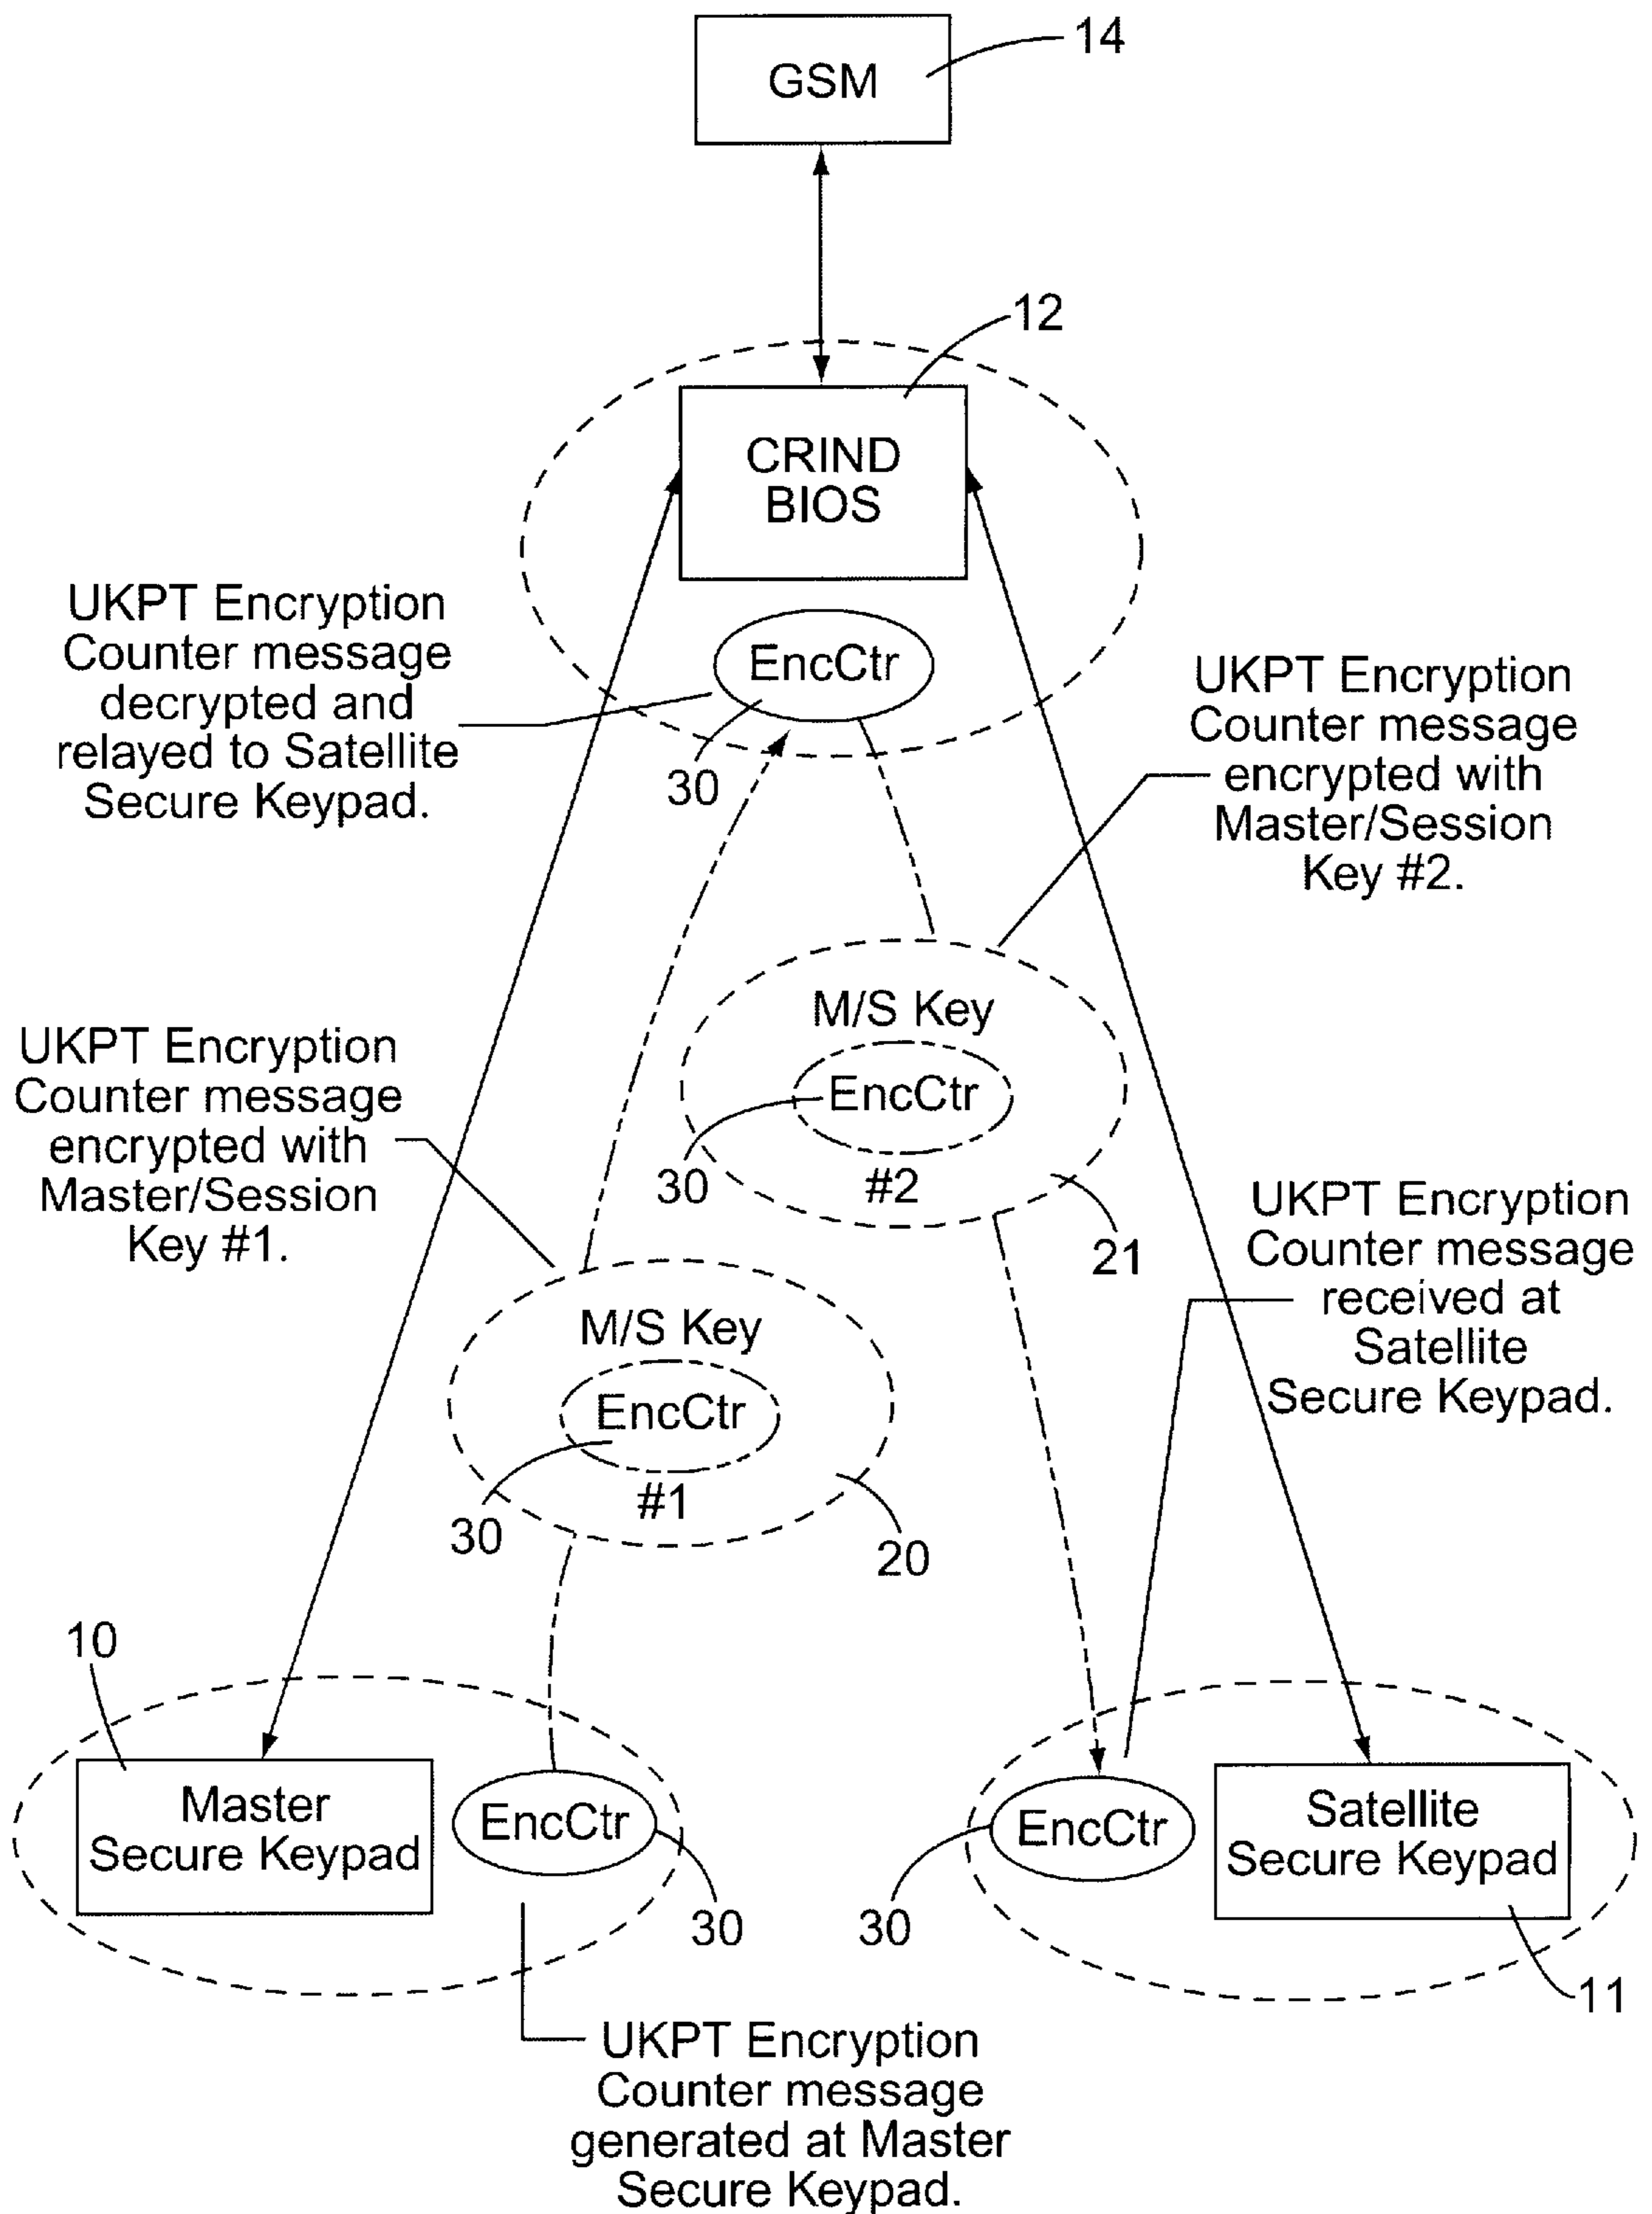 14
GSM
12
CRIND
BIOS
UKPT Encryption
Counter message
decrypted and
relayed to Satellite
Secure Keypad.
EncCtr
30
UKPT Encryption
Counter message
encrypted with
Master/Session
Key #2.
M/S Key
EncCtr
30
#2
21
UKPT Encryption
Counter message
encrypted with
Master/Session
Key #1.
UKPT Encryption
Counter message
received at
Satellite
Secure Keypad.
M/S Key
EncCtr
30
#1
20
10
Master
Secure Keypad
EncCtr
30
EncCtr
30
Satellite
Secure Keypad
11
UKPT Encryption
Counter message
generated at Master
Secure Keypad.